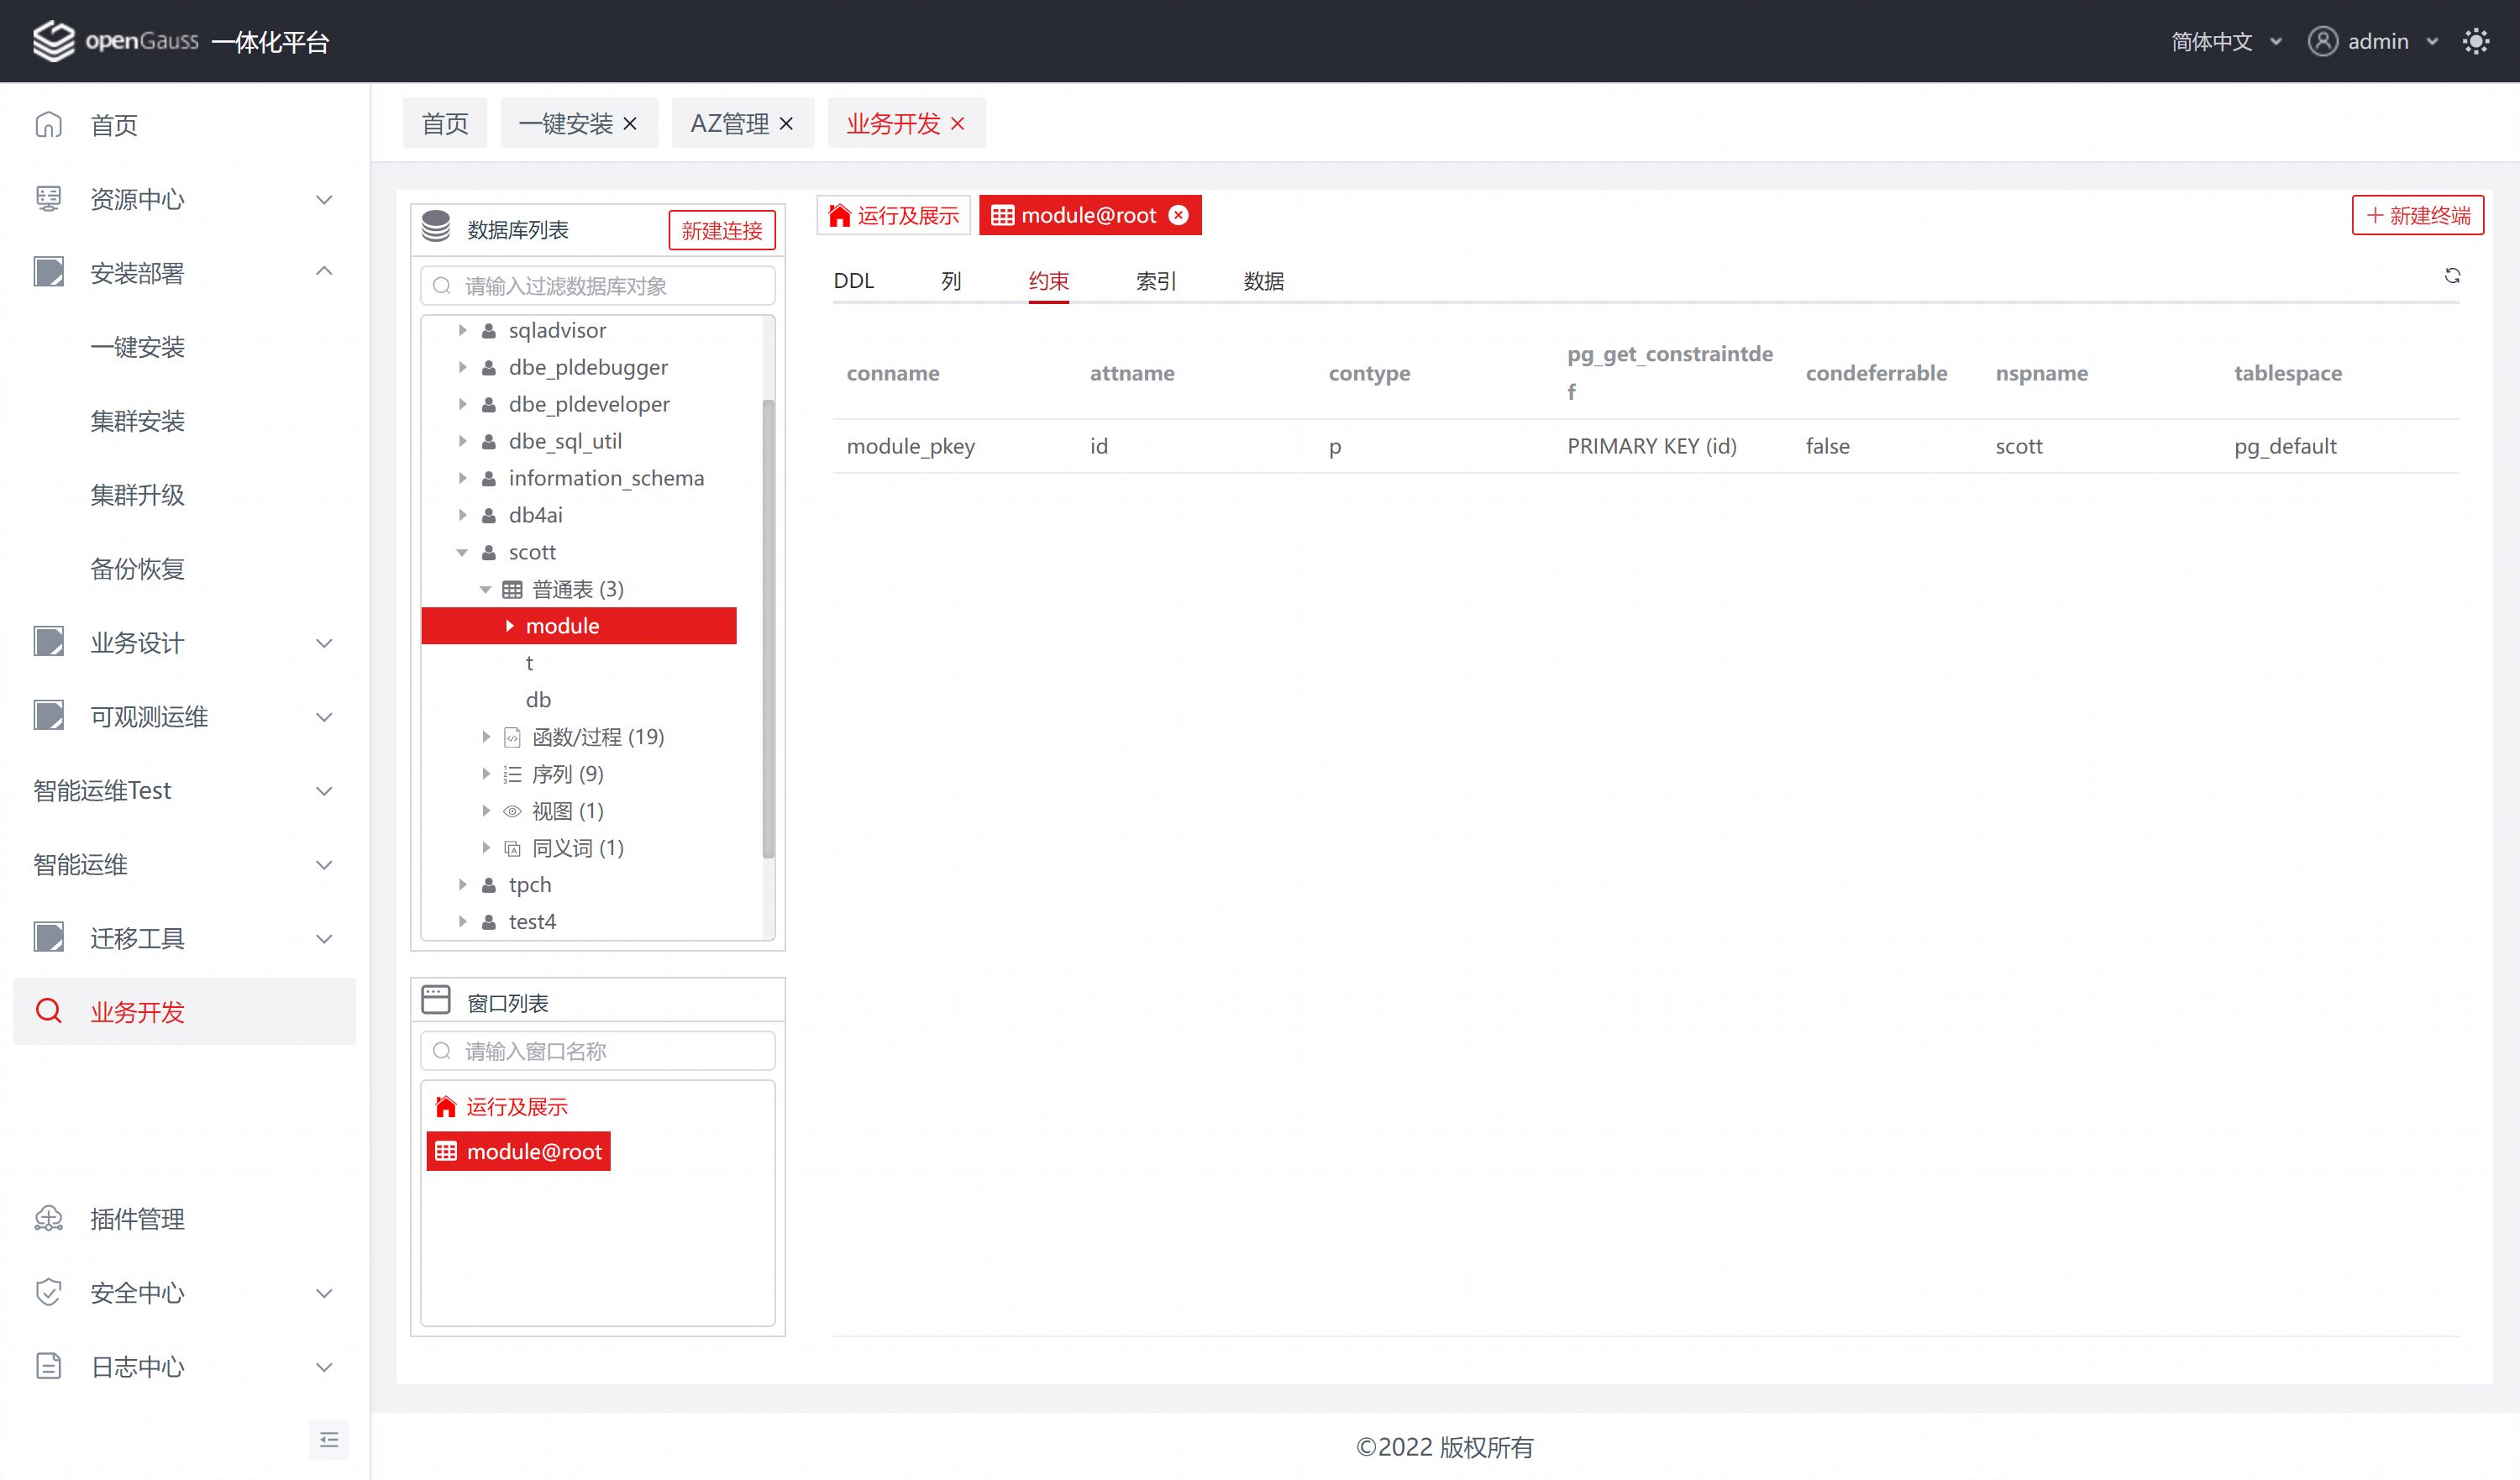 openGauss 一体化平台
简体中文
admin
首页
资源中心
安装部署
一键安装
集群安装
集群升级
备份恢复
业务设计
可观测运维
智能运维Test
智能运维
迁移工具
业务开发
插件管理
安全中心
日志中心
首页
一键安装
AZ管理
业务开发
数据库列表
新建连接
请输入过滤数据库对象
sqladvisor
dbe_pldebugger
dbe_pldeveloper
dbe_sql_util
information_schema
db4ai
scott
普通表 (3)
module
t
db
函数/过程 (19)
序列 (9)
视图 (1)
同义词 (1)
tpch
test4
窗口列表
请输入窗口名称
运行及展示
module@root
运行及展示
module@root
新建终端
DDL 列 约束 索引 数据
conname attname contype pg_get_constraintde
f condeferrable nspname tablespace
module_pkey id p PRIMARY KEY (id) false scott pg_default
©2022 版权所有